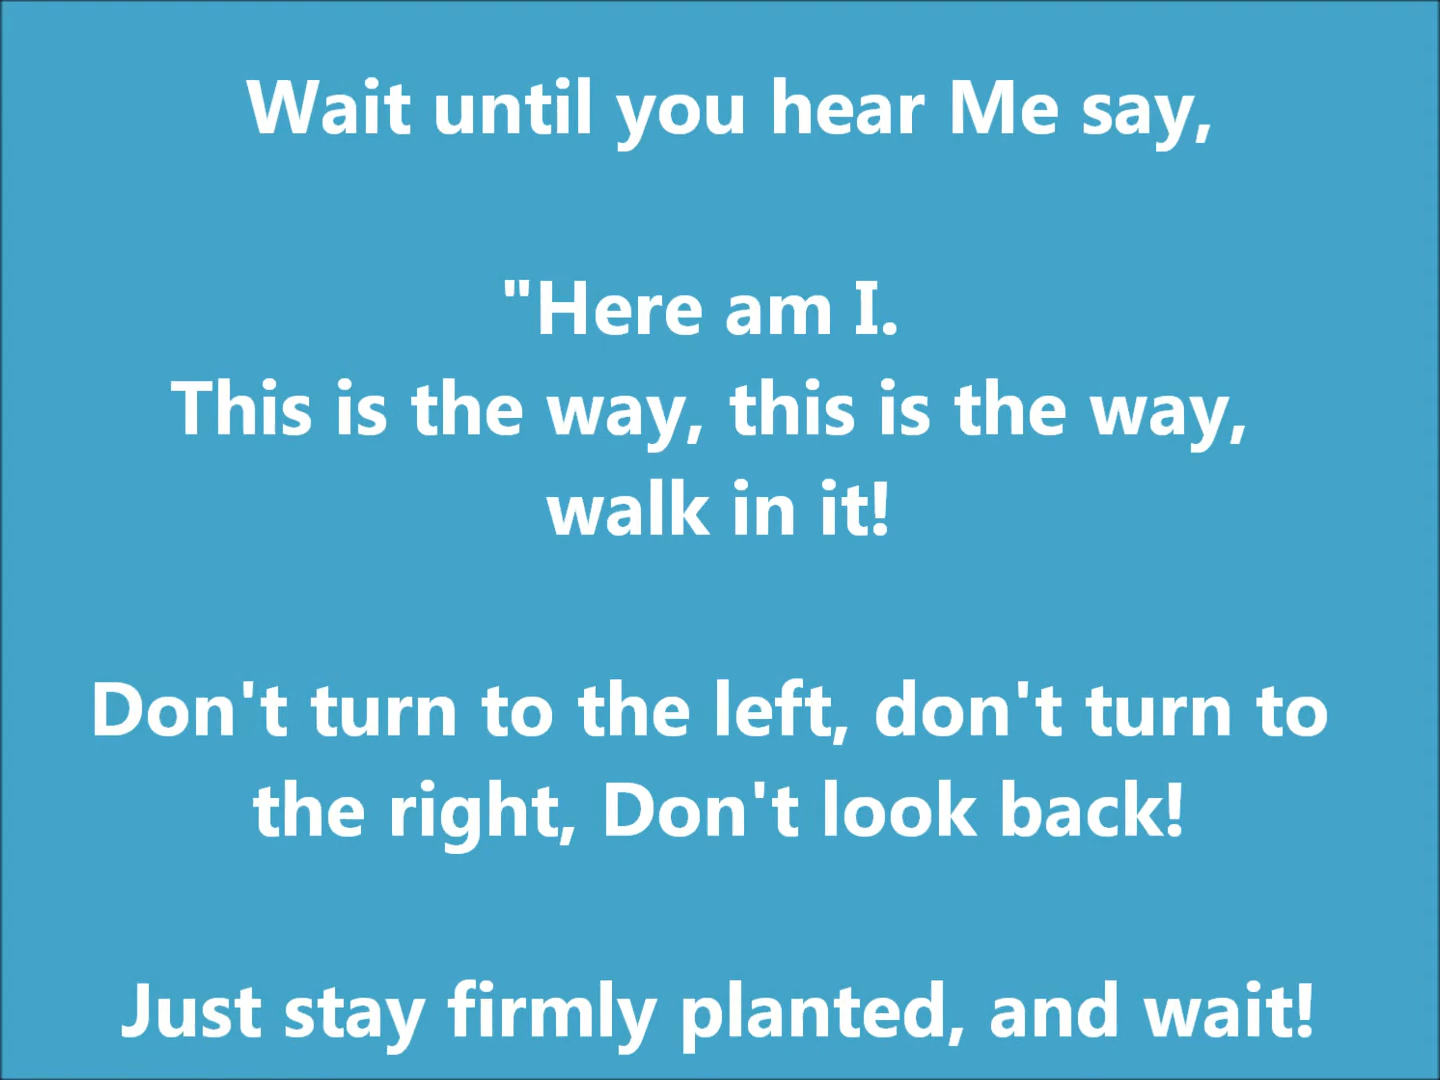 Wait until you hear Me say,
"Here am I.
This is the way, this is the way,
walk in it!
Don't turn to the left, don't turn to
the right, Don't look back!
Just stay firmly planted, and wait!